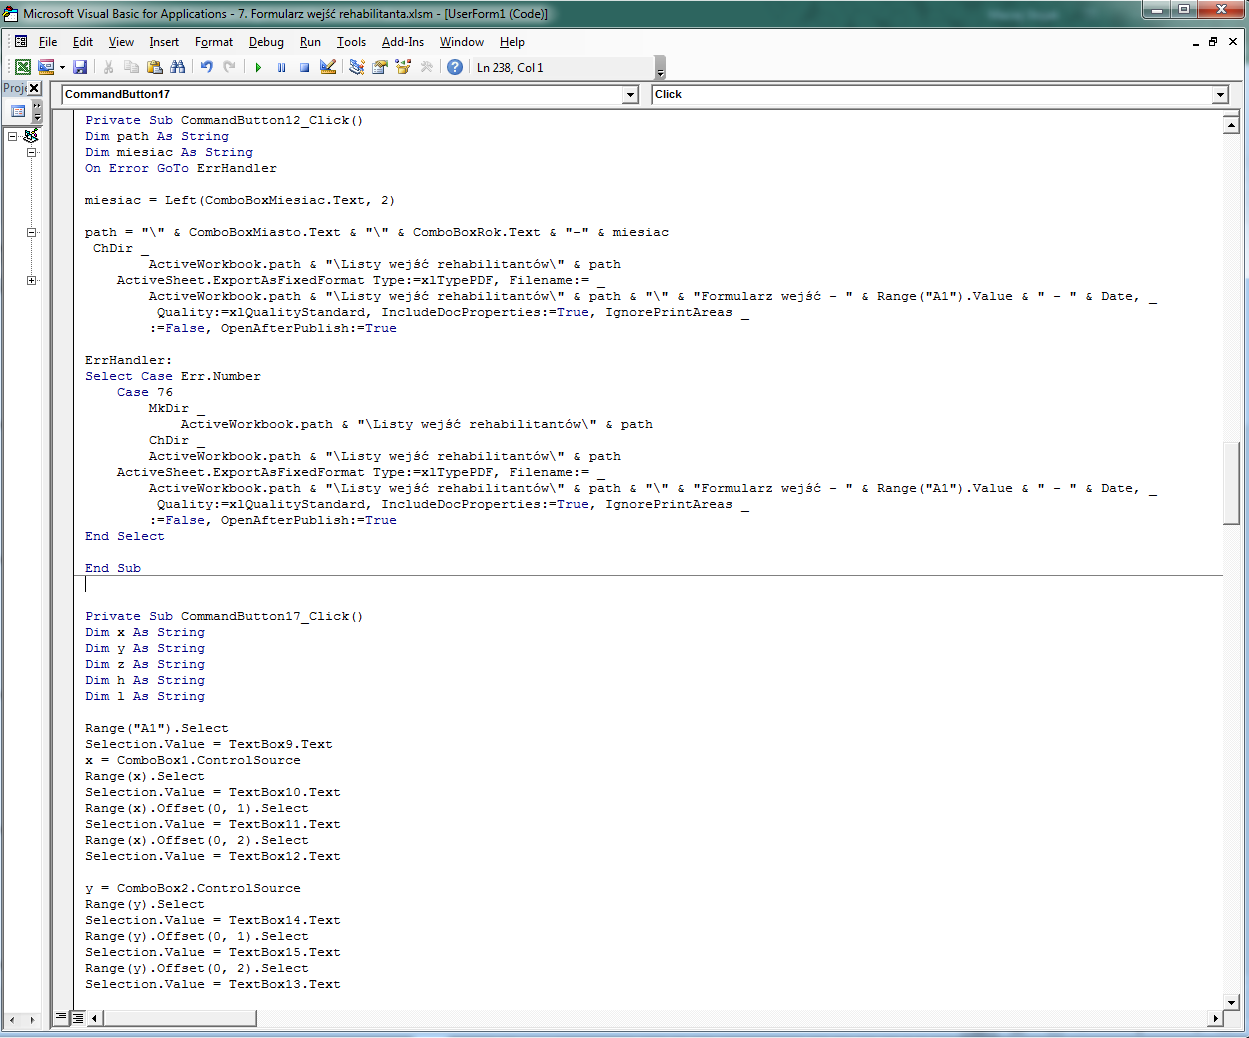 Microsoft Visual Basic for Applications - 7. Formularz wejść rehabilitanta.xlsm - [UserForm1 (Code)]
File Edit View Insert Format Debug Run Tools Add-Ins Window Help
Ln 238, Col 1
Proje
CommandButton17 Click
Private Sub CommandButton12_Click()
Dim path As String
Dim miesiac As String
On Error GoTo ErrHandler
miesiac = Left(ComboBoxMiesiac.Text, 2)
path = "\" & ComboBoxMiasto.Text & "\" & ComboBoxRok.Text & "-" & miesiac
ChDir _
ActiveWorkbook.path & "\Listy wejść rehabilitantów\" & path
ActiveSheet.ExportAsFixedFormat Type:=xlTypePDF, Filename:= _
ActiveWorkbook.path & "\Listy wejść rehabilitantów\" & path & "\" & "Formularz wejść - " & Range("A1").Value & " - " & Date, _
Quality:=xlQualityStandard, IncludeDocProperties:=True, IgnorePrintAreas _
:=False, OpenAfterPublish:=True
ErrHandler:
Select Case Err.Number
Case 76
MkDir _
ActiveWorkbook.path & "\Listy wejść rehabilitantów\" & path
ChDir _
ActiveWorkbook.path & "\Listy wejść rehabilitantów\" & path
ActiveSheet.ExportAsFixedFormat Type:=xlTypePDF, Filename:= _
ActiveWorkbook.path & "\Listy wejść rehabilitantów\" & path & "\" & "Formularz wejść - " & Range("A1").Value & " - " & Date, _
Quality:=xlQualityStandard, IncludeDocProperties:=True, IgnorePrintAreas _
:=False, OpenAfterPublish:=True
End Select
End Sub
Private Sub CommandButton17_Click()
Dim x As String
Dim y As String
Dim z As String
Dim h As String
Dim l As String
Range("A1").Select
Selection.Value = TextBox9.Text
x = ComboBox1.ControlSource
Range(x).Select
Selection.Value = TextBox10.Text
Range(x).Offset(0, 1).Select
Selection.Value = TextBox11.Text
Range(x).Offset(0, 2).Select
Selection.Value = TextBox12.Text
y = ComboBox2.ControlSource
Range(y).Select
Selection.Value = TextBox14.Text
Range(y).Offset(0, 1).Select
Selection.Value = TextBox15.Text
Range(y).Offset(0, 2).Select
Selection.Value = TextBox13.Text